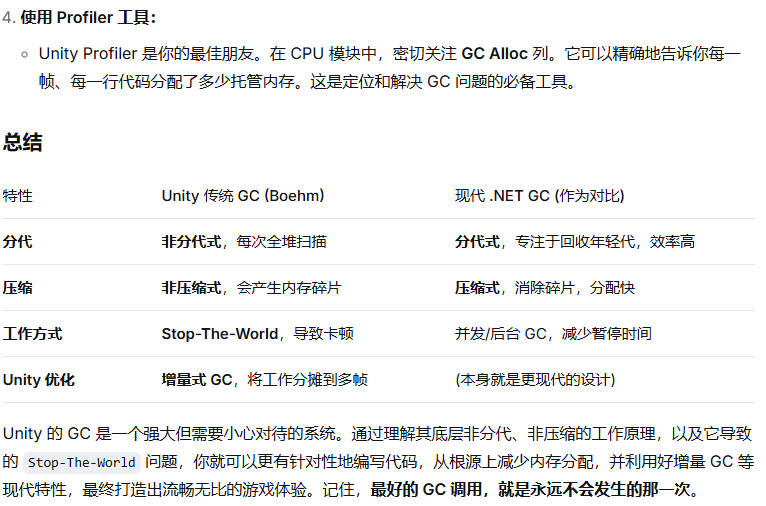 4. 使用 Profiler 工具：
Unity Profiler 是你的最佳朋友。在 CPU 模块中，密切关注 GC Alloc 列。它可以精确地告诉你每一
帧、每一行代码分配了多少托管内存。这是定位和解决 GC 问题的必备工具。
总结
特性 Unity 传统 GC (Boehm) 现代 .NET GC (作为对比)
分代 非分代式，每次全堆扫描 分代式，专注于回收年轻代，效率高
压缩 非压缩式，会产生内存碎片 压缩式，消除碎片，分配快
工作方式 Stop-The-World，导致卡顿 并发/后台 GC，减少暂停时间
Unity 优化 增量式 GC，将工作分摊到多帧 (本身就是更现代的设计)
Unity 的 GC 是一个强大但需要小心对待的系统。通过理解其底层非分代、非压缩的工作原理，以及它导致
的 Stop-The-World 问题，你就可以更有针对性地编写代码，从根源上减少内存分配，并利用好增量 GC 等
现代特性，最终打造出流畅无比的游戏体验。记住，最好的 GC 调用，就是永远不会发生的那一次。